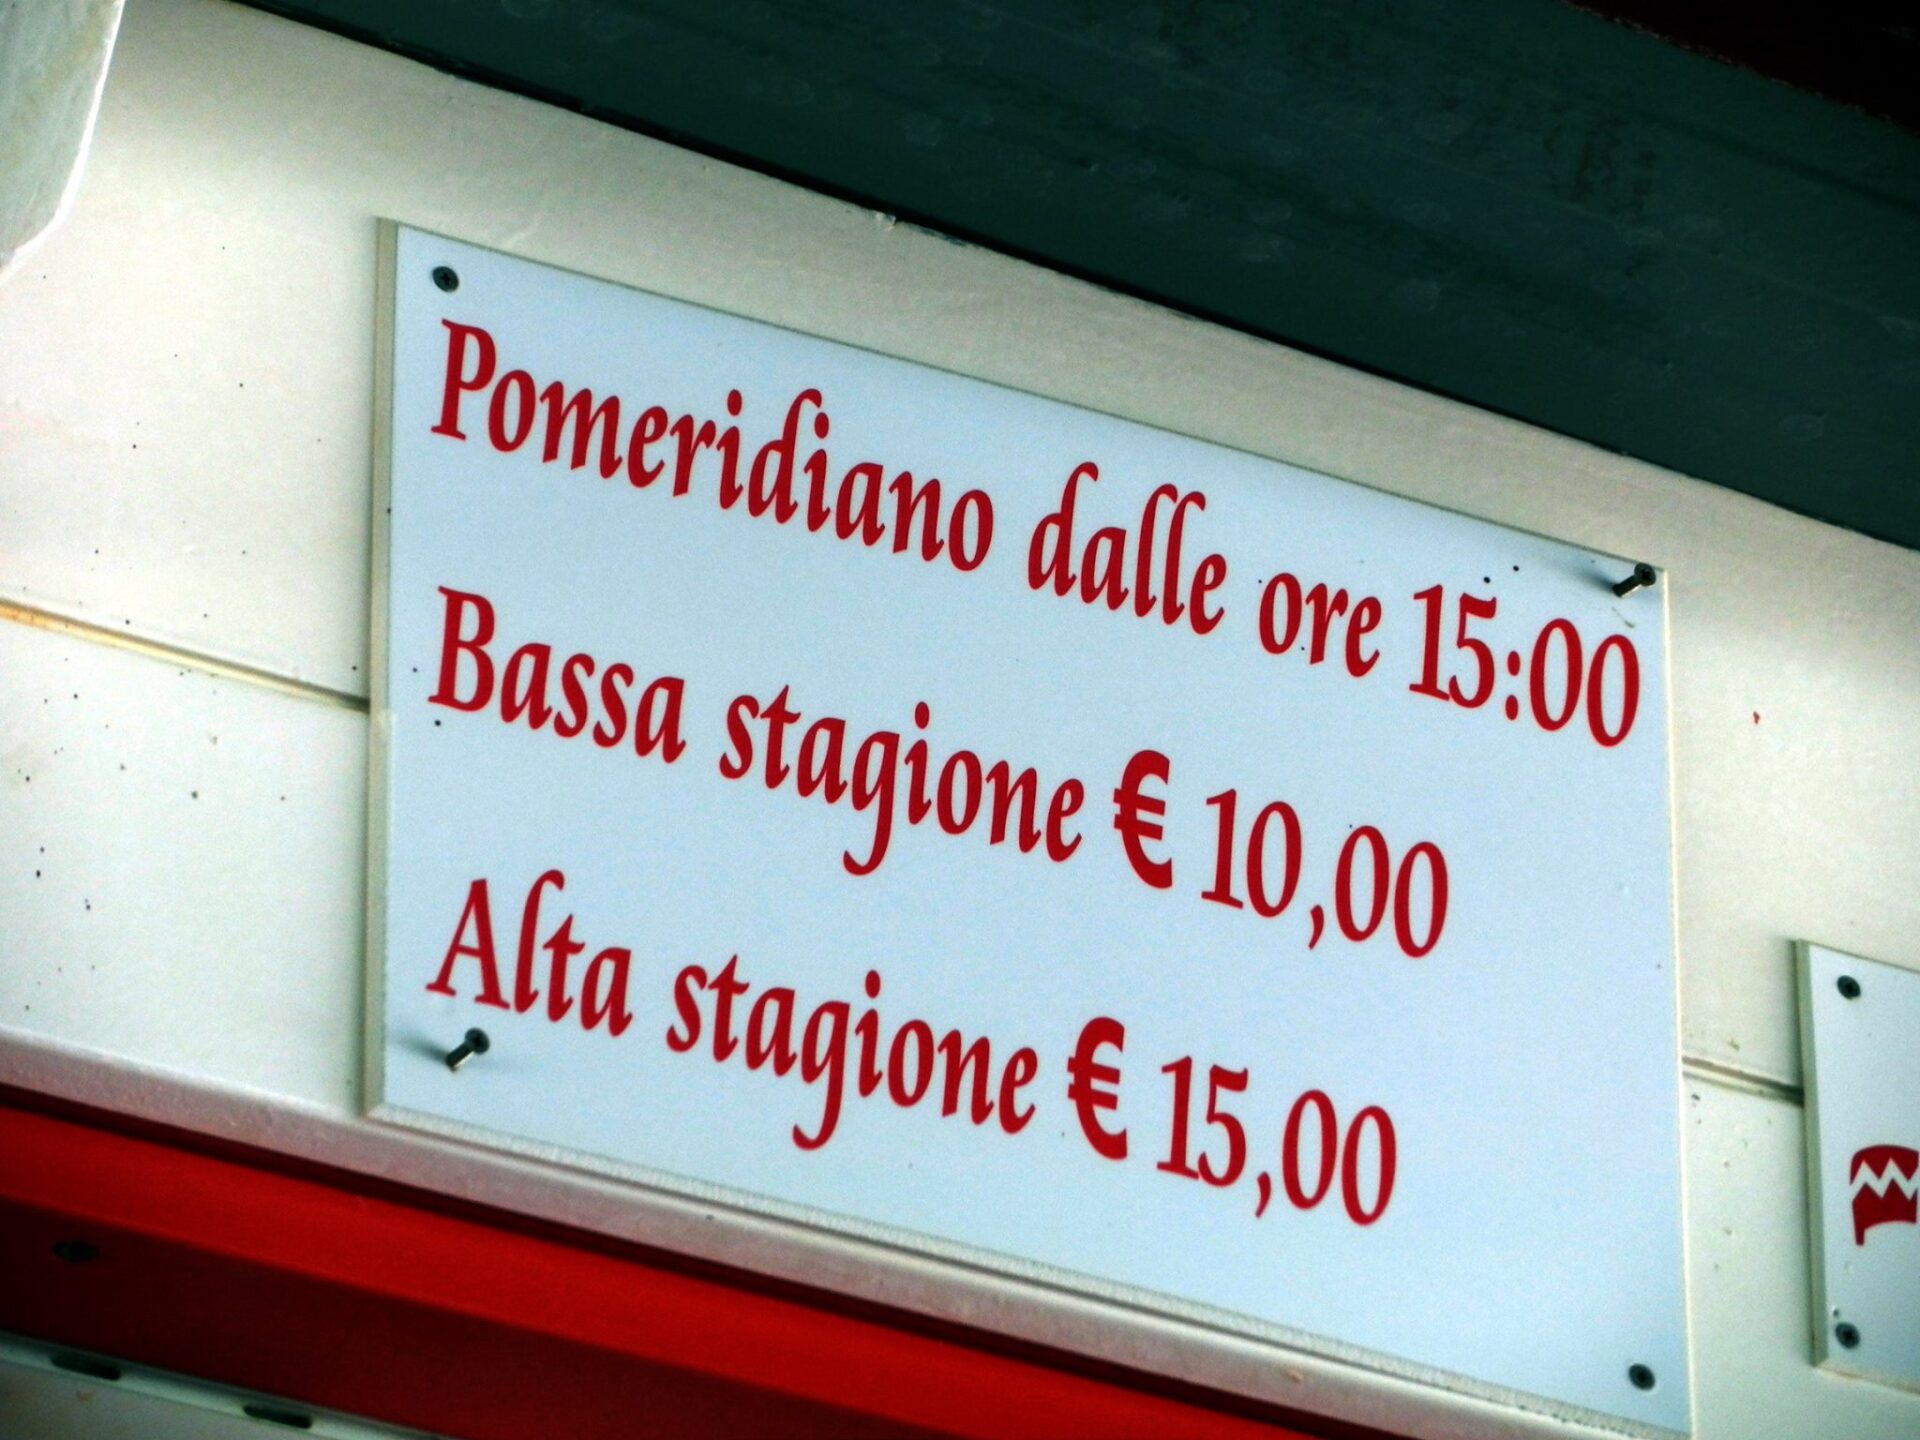 Pomeridiano dalle ore 15:00
Bassa stagione € 10,00
Alta stagione € 15,00